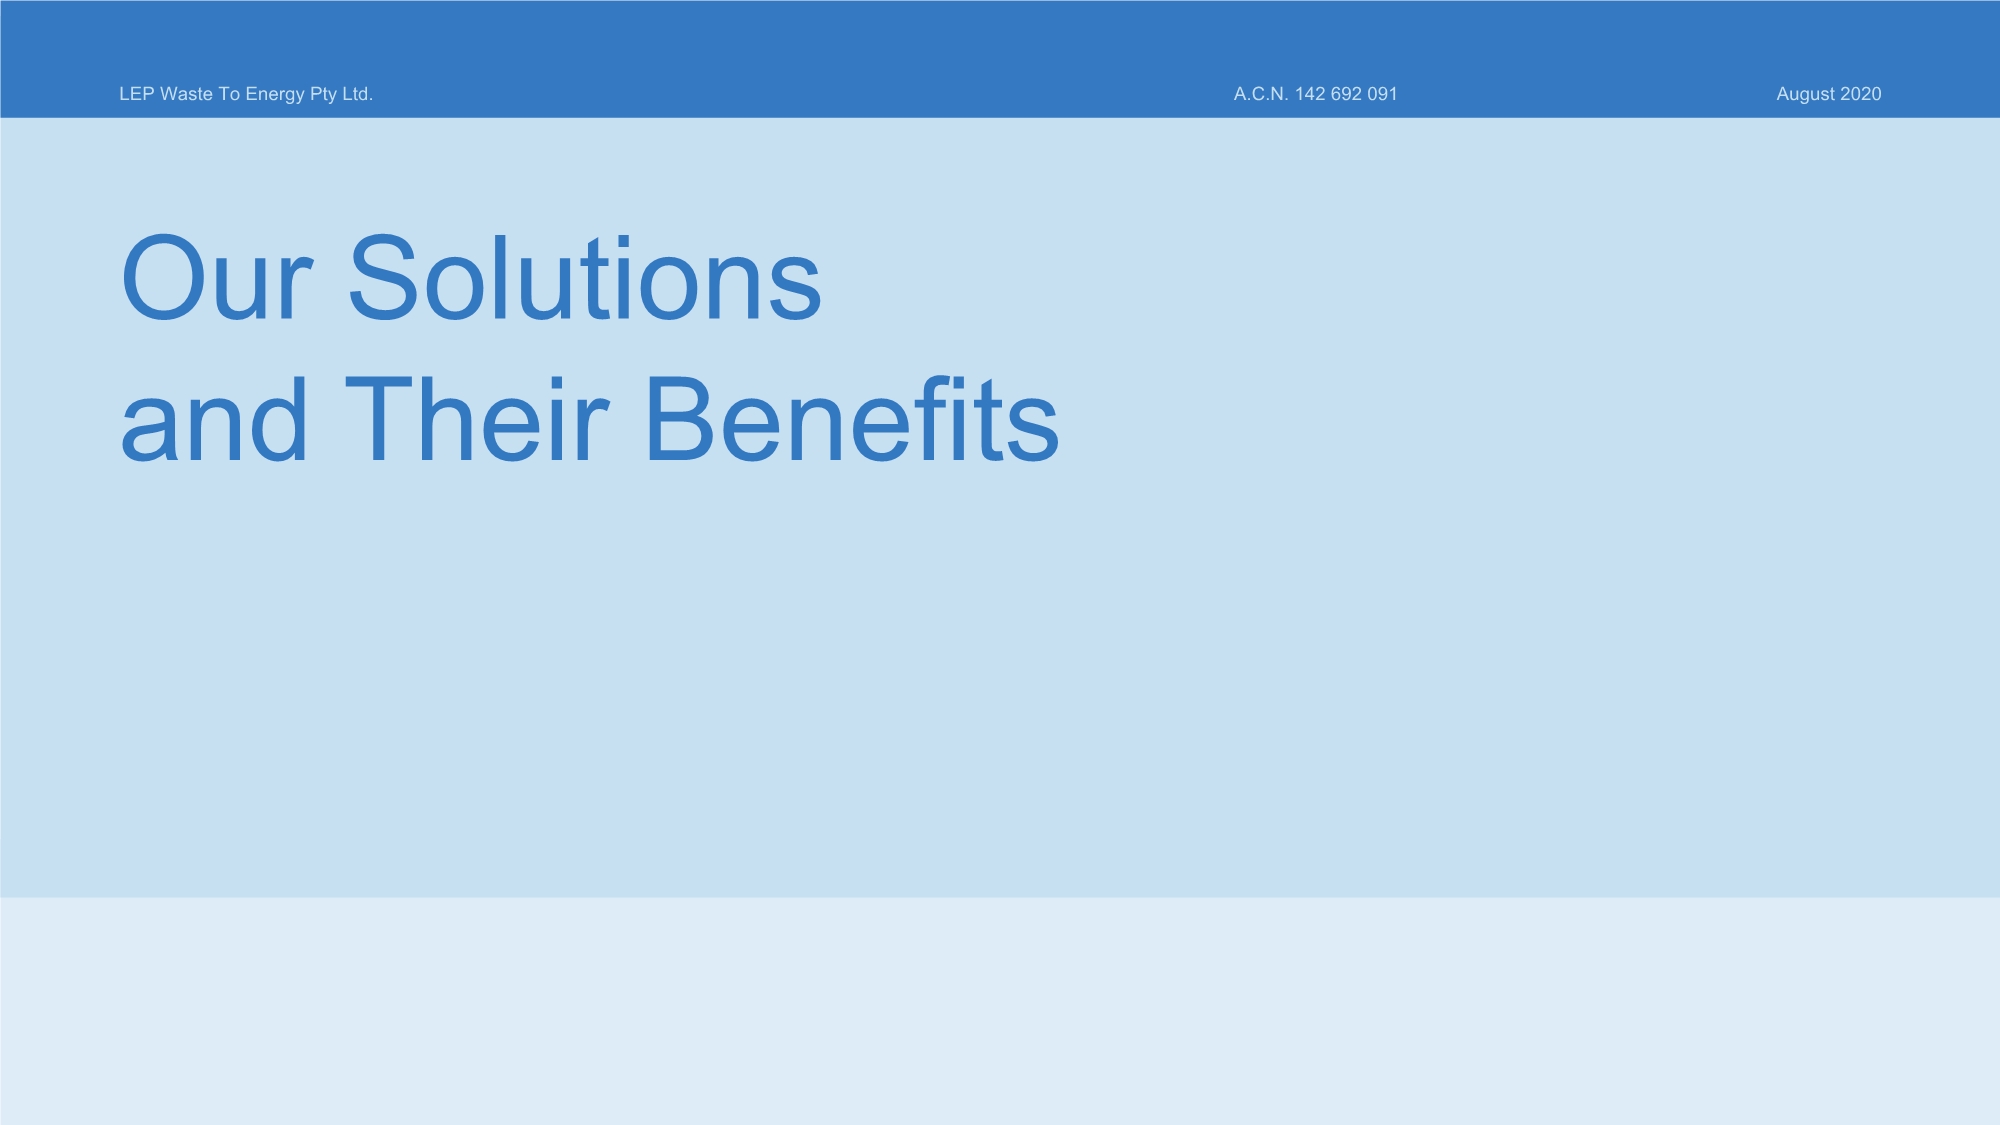 LEP Waste To Energy Pty Ltd. A.C.N. 142 692 091 August 2020
Our Solutions
and Their Benefits